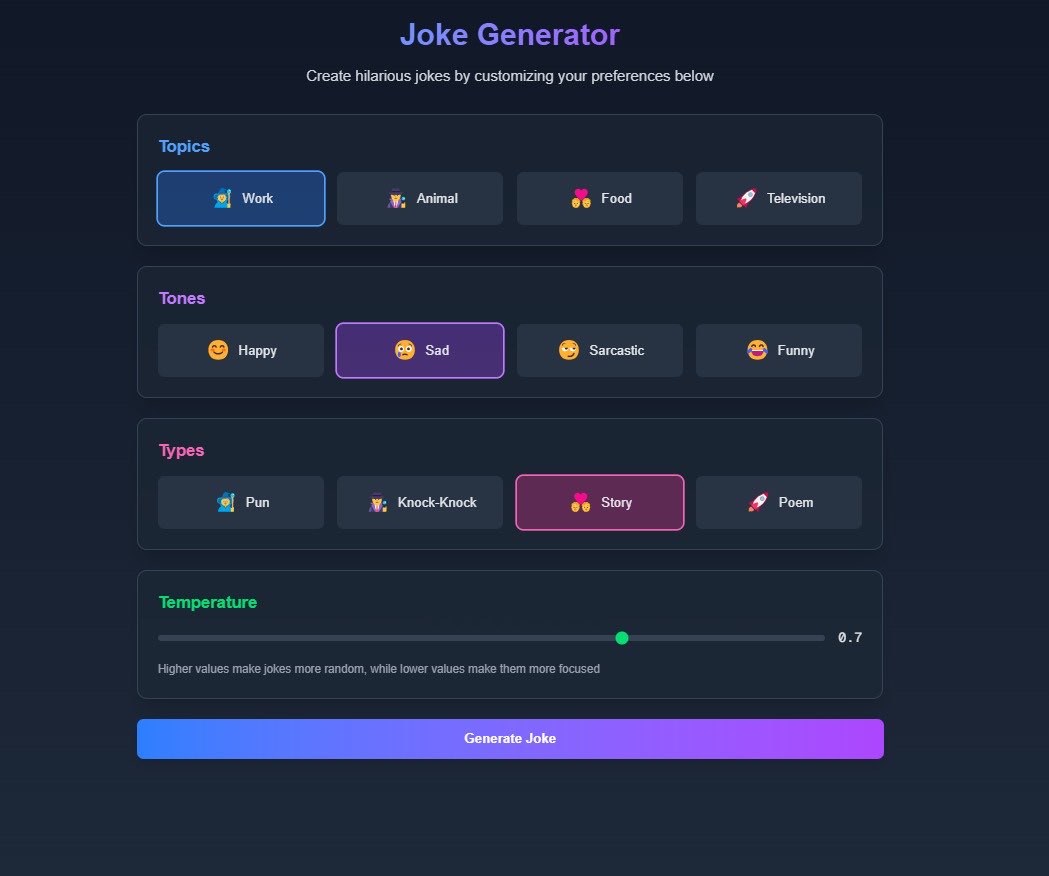 Joke Generator
Create hilarious jokes by customizing your preferences below
Topics
Work
Animal
Food
Television
Tones
Happy
Sad
Sarcastic
Funny
Types
Pun
Knock-Knock
Story
Poem
Temperature
0.7
Higher values make jokes more random, while lower values make them more focused
Generate Joke